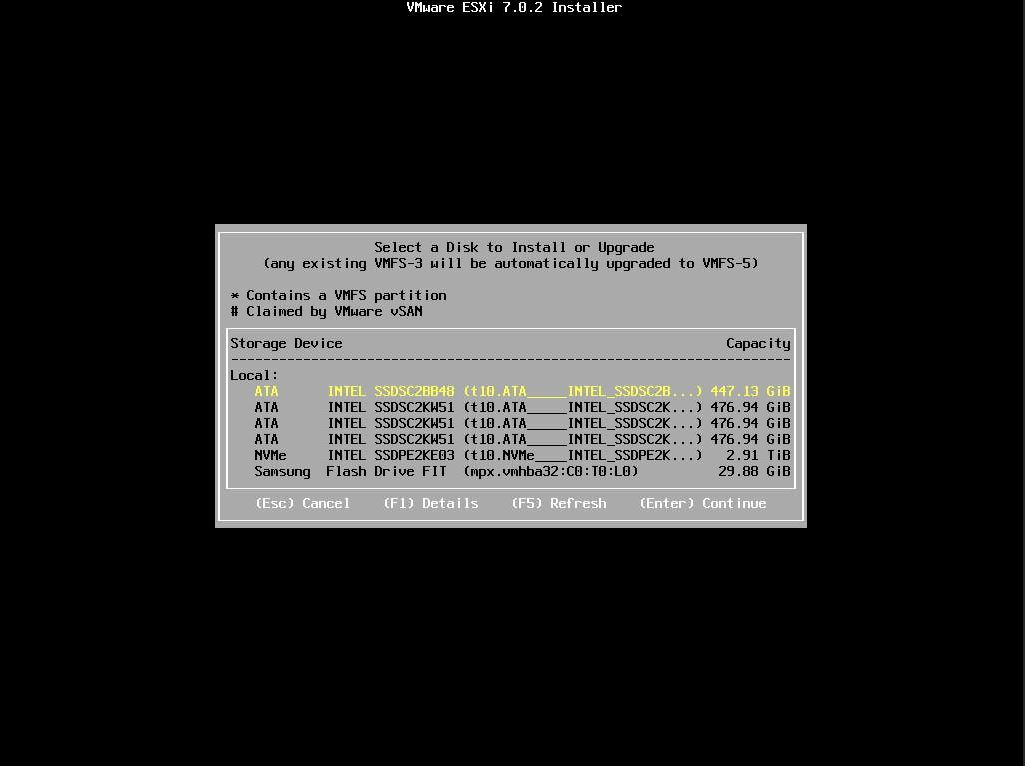 VMware ESXi 7.0.2 Installer
Select a Disk to Install or Upgrade
(any existing VMFS-3 will be automatically upgraded to VMFS-5)
* Contains a VMFS partition
# Claimed by VMware vSAN
Storage Device Capacity
--------------------------------------------------------------------------------
Local:
ATA INTEL SSDSC2BB48 (t10.ATA_____INTEL_SSDSC2B...) 447.13 GiB
ATA INTEL SSDSC2KW51 (t10.ATA_____INTEL_SSDSC2K...) 476.94 GiB
ATA INTEL SSDSC2KW51 (t10.ATA_____INTEL_SSDSC2K...) 476.94 GiB
ATA INTEL SSDSC2KW51 (t10.ATA_____INTEL_SSDSC2K...) 476.94 GiB
NVMe INTEL SSDPE2KE03 (t10.NVMe____INTEL_SSDPE2K...) 2.91 TiB
Samsung Flash Drive FIT (mpx.vmhba32:C0:T0:L0) 29.88 GiB
(Esc) Cancel (F1) Details (F5) Refresh (Enter) Continue